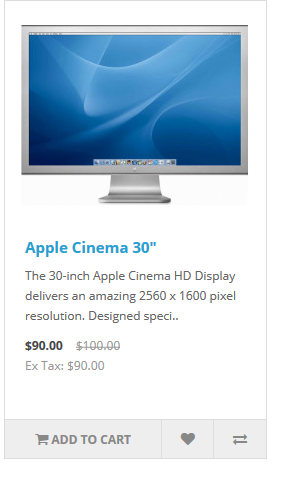 Apple Cinema 30"
The 30-inch Apple Cinema HD Display
delivers an amazing 2560 x 1600 pixel
resolution. Designed speci..
$90.00 $100.00
Ex Tax: $90.00
ADD TO CART